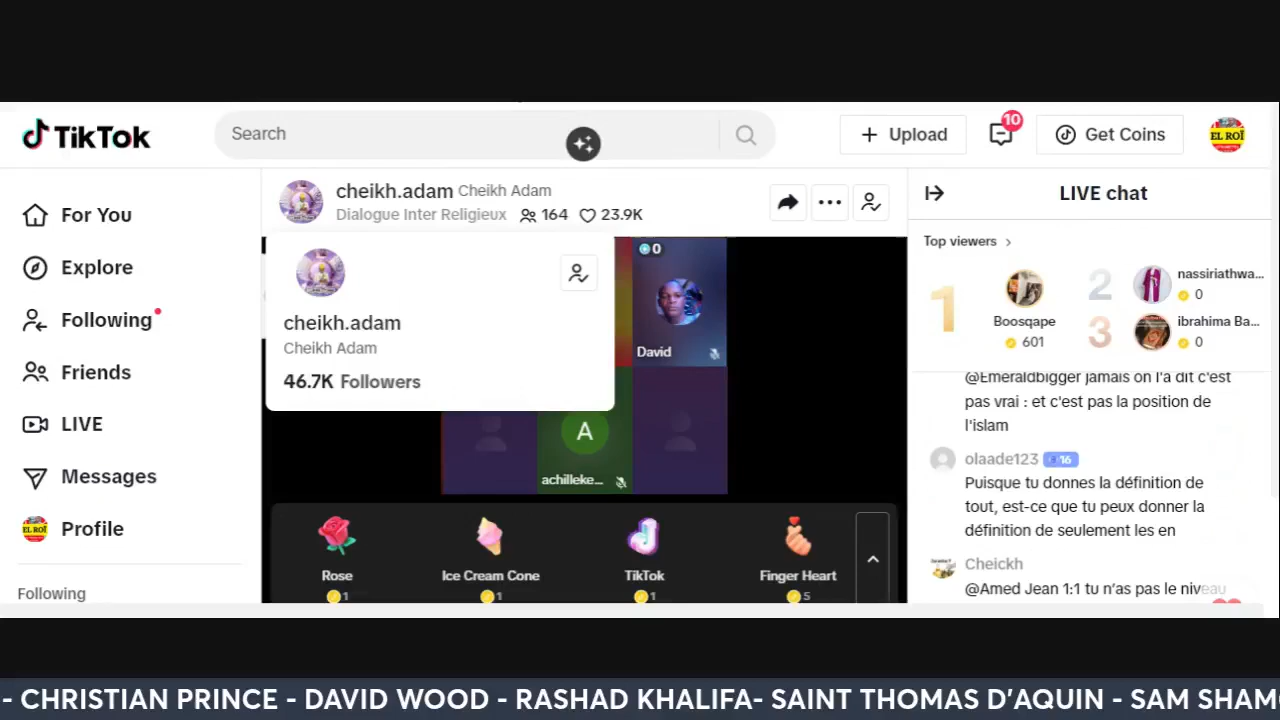 TikTok
Search
Upload
10
Get Coins
EL ROÏ
For You
Explore
Following
Friends
LIVE
Messages
EL ROÏ
Profile
Following
cheikh.adam Cheikh Adam
Dialogue Inter Religieux 164 23.9K
cheikh.adam
Cheikh Adam
46.7K Followers
0
David
A
achilleke...
Rose
1
Ice Cream Cone
1
TikTok
1
Finger Heart
5
LIVE chat
Top viewers
1
Boosqape
601
2
nassiriathwa...
0
3
ibrahima Ba...
0
@Emeraldbigger jamais on l'a dit c'est
pas vrai : et c'est pas la position de
l'islam
olaade123 16
Puisque tu donnes la définition de
tout, est-ce que tu peux donner la
définition de seulement les en
Cheickh
@Amed Jean 1:1 tu n'as pas le niveau
- CHRISTIAN PRINCE - DAVID WOOD - RASHAD KHALIFA- SAINT THOMAS D'AQUIN - SAM SHAM